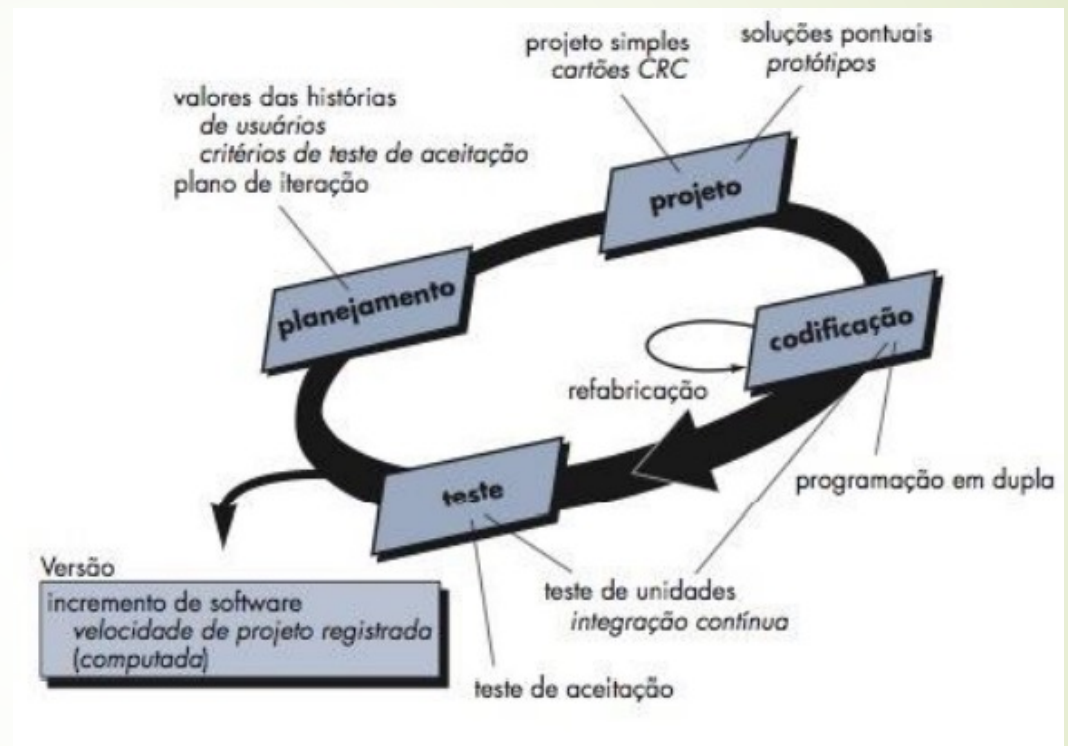 projeto simples
cartões CRC
soluções pontuais
protótipos
valores das histórias
de usuários
critérios de teste de aceitação
plano de iteração
projeto
planejamento
codificação
refabricação
programação em dupla
teste
teste de unidades
integração contínua
teste de aceitação
Versão
incremento de software
velocidade de projeto registrada
(computada)